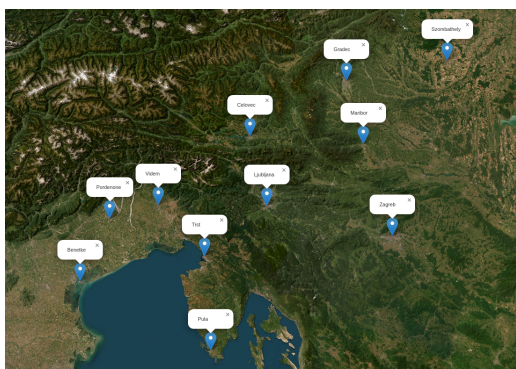 Szombathely
Gradec
Celovec
Maribor
Videm
Ljubljana
Pordenone
Zagreb
Trst
Benetke
Pula